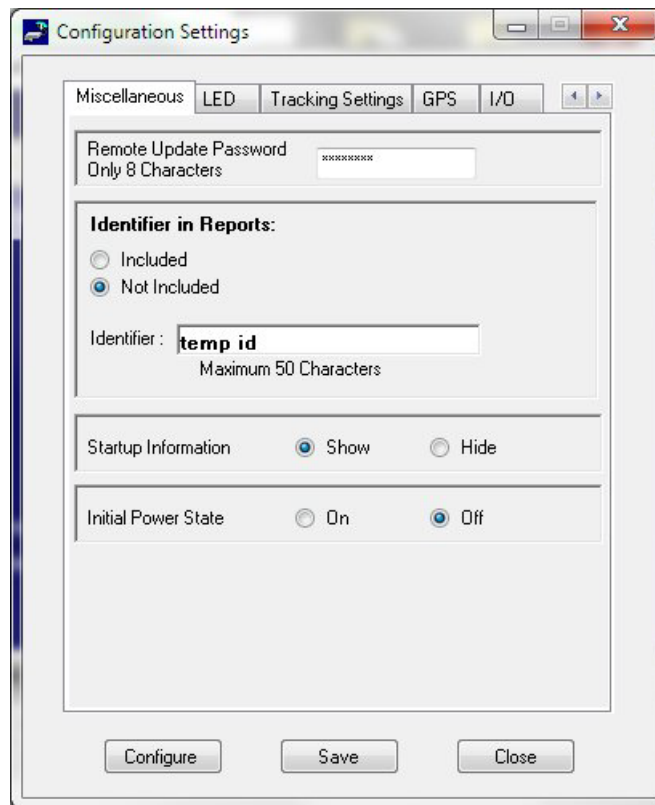 Configuration Settings
Miscellaneous LED Tracking Settings GPS I/O
Remote Update Password
Only 8 Characters
xxxxxxxx
Identifier in Reports:
Included
Not Included
Identifier : temp id
Maximum 50 Characters
Startup Information Show Hide
Initial Power State On Off
Configure Save Close